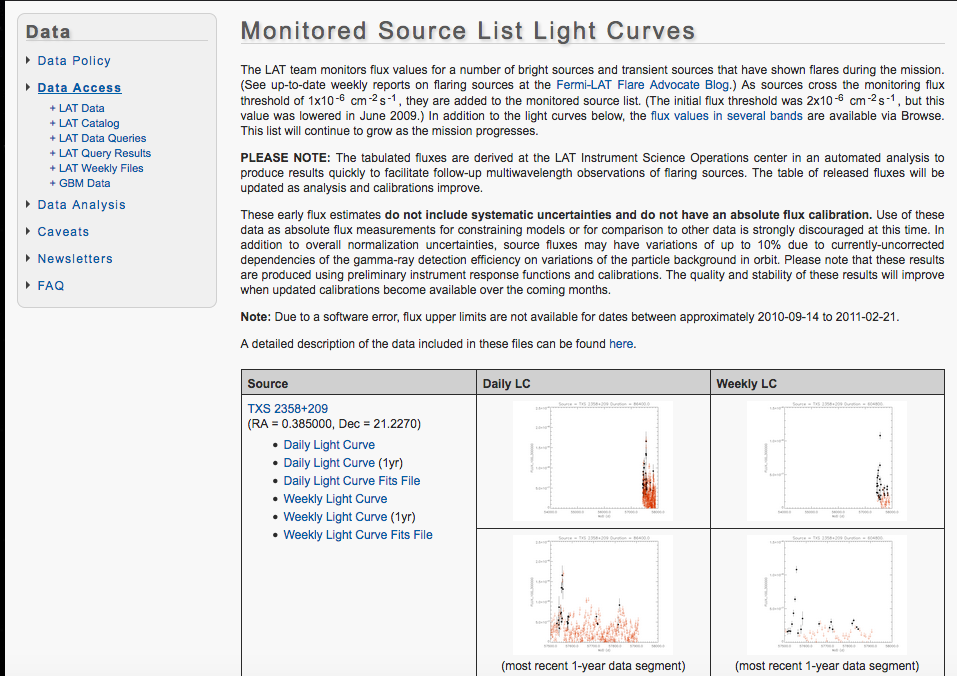 Data
Data Policy
Data Access
+ LAT Data
+ LAT Catalog
+ LAT Data Queries
+ LAT Query Results
+ LAT Weekly Files
+ GBM Data
Data Analysis
Caveats
Newsletters
FAQ
Monitored Source List Light Curves
The LAT team monitors flux values for a number of bright sources and transient sources that have shown flares during the mission.
(See up-to-date weekly reports on flaring sources at the Fermi-LAT Flare Advocate Blog.) As sources cross the monitoring flux
threshold of 1x10⁻⁶ cm⁻²s⁻¹, they are added to the monitored source list. (The initial flux threshold was 2x10⁻⁶ cm⁻²s⁻¹, but this
value was lowered in June 2009.) In addition to the light curves below, the flux values in several bands are available via Browse.
This list will continue to grow as the mission progresses.
PLEASE NOTE: The tabulated fluxes are derived at the LAT Instrument Science Operations center in an automated analysis to
produce results quickly to facilitate follow-up multiwavelength observations of flaring sources. The table of released fluxes will be
updated as analysis and calibrations improve.
These early flux estimates do not include systematic uncertainties and do not have an absolute flux calibration. Use of these
data as absolute flux measurements for constraining models or for comparison to other data is strongly discouraged at this time. In
addition to overall normalization uncertainties, source fluxes may have variations of up to 10% due to currently-uncorrected
dependencies of the gamma-ray detection efficiency on variations of the particle background in orbit. Please note that these results
are produced using preliminary instrument response functions and calibrations. The quality and stability of these results will improve
when updated calibrations become available over the coming months.
Note: Due to a software error, flux upper limits are not available for dates between approximately 2010-09-14 to 2011-02-21.
A detailed description of the data included in these files can be found here.
Source Daily LC Weekly LC
TXS 2358+209
(RA = 0.385000, Dec = 21.2270)
• Daily Light Curve
• Daily Light Curve (1yr)
• Daily Light Curve Fits File
• Weekly Light Curve
• Weekly Light Curve (1yr)
• Weekly Light Curve Fits File
Source = TXS 2358+209 Duration = 86400.0
Source = TXS 2358+209 Duration = 604800
Source = TXS 2358+209 Duration = 86400.0
(most recent 1-year data segment)
Source = TXS 2358+209 Duration = 604800
(most recent 1-year data segment)